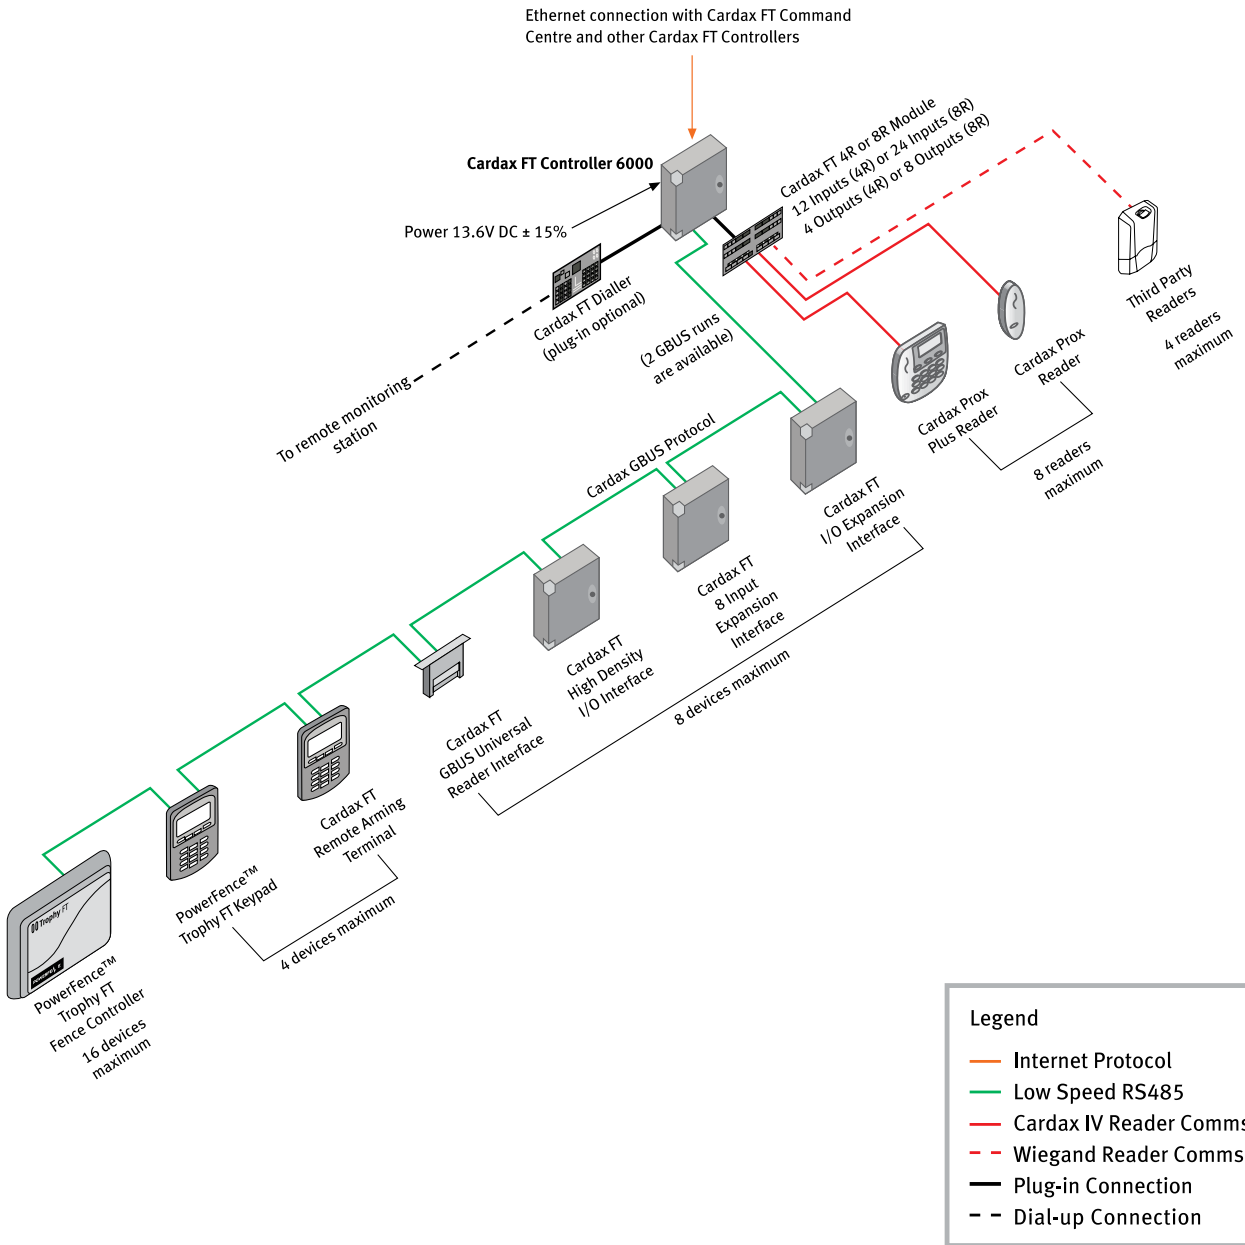 Ethernet connection with Cardax FT Command
Centre and other Cardax FT Controllers
Cardax FT Controller 6000
Power 13.6V DC ± 15%
Cardax FT 4R or 8R Module
12 Inputs (4R) or 24 Inputs (8R)
4 Outputs (4R) or 8 Outputs (8R)
Cardax FT Dialler
(plug-in optional)
To remote monitoring
station
(2 GBUS runs
are available)
Third Party
Readers
4 readers
maximum
Cardax Prox
Reader
Cardax Prox
Plus Reader
8 readers
maximum
Cardax GBUS Protocol
Cardax FT
I/O Expansion
Interface
Cardax FT
8 Input
Expansion
Interface
Cardax FT
High Density
I/O Interface
Cardax FT
GBUS Universal
Reader Interface
8 devices maximum
Cardax FT
Remote Arming
Terminal
PowerFence™
Trophy FT Keypad
4 devices maximum
Trophy FT
PowerFence™
Trophy FT
Fence Controller
16 devices
maximum
Legend
Internet Protocol
Low Speed RS485
Cardax IV Reader Comms
Wiegand Reader Comms
Plug-in Connection
Dial-up Connection